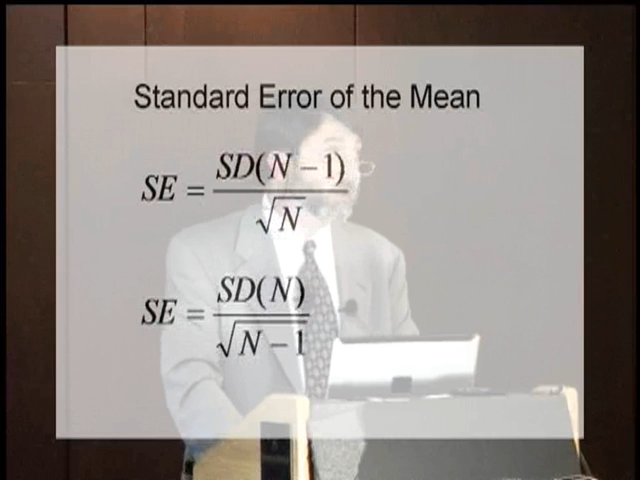 Standard Error of the Mean
SE = SD(N − 1) / √N
SE = SD(N) / √(N − 1)